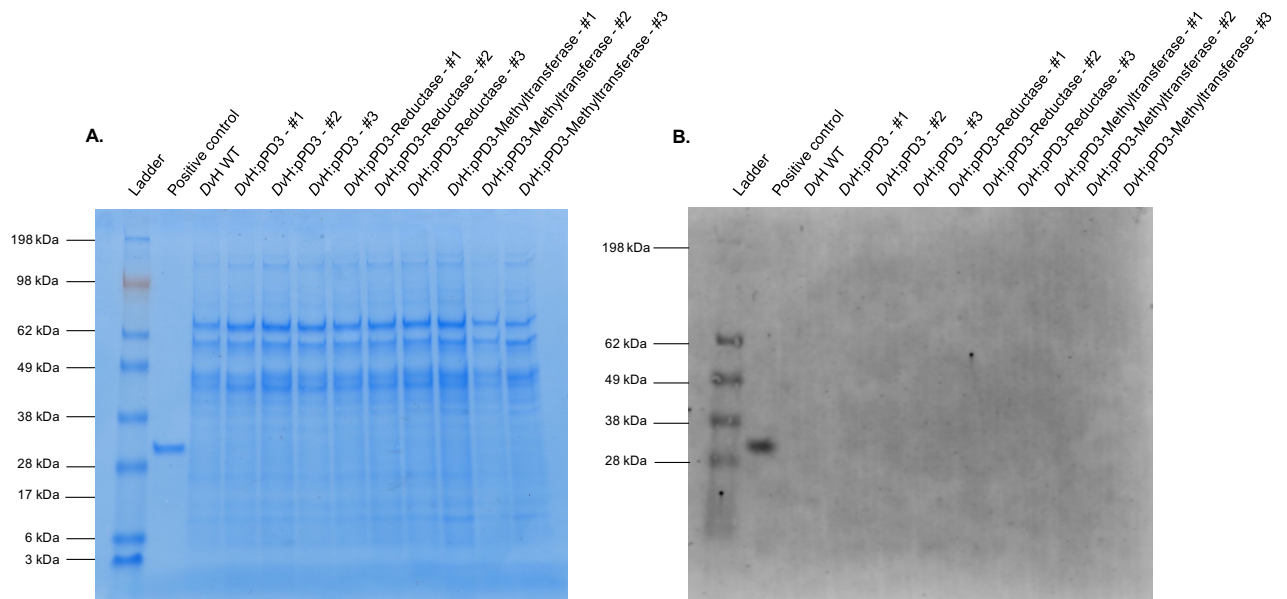 A.
Ladder
Positive control
DvH WT
DvH:pPD3 - #1
DvH:pPD3 - #2
DvH:pPD3 - #3
DvH:pPD3-Reductase - #1
DvH:pPD3-Reductase - #2
DvH:pPD3-Reductase - #3
DvH:pPD3-Methyltransferase - #1
DvH:pPD3-Methyltransferase - #2
DvH:pPD3-Methyltransferase - #3
198 kDa
98 kDa
62 kDa
49 kDa
38 kDa
28 kDa
17 kDa
6 kDa
3 kDa
B.
Ladder
Positive control
DvH WT
DvH:pPD3 - #1
DvH:pPD3 - #2
DvH:pPD3 - #3
DvH:pPD3-Reductase - #1
DvH:pPD3-Reductase - #2
DvH:pPD3-Reductase - #3
DvH:pPD3-Methyltransferase - #1
DvH:pPD3-Methyltransferase - #2
DvH:pPD3-Methyltransferase - #3
198 kDa
62 kDa
49 kDa
38 kDa
28 kDa